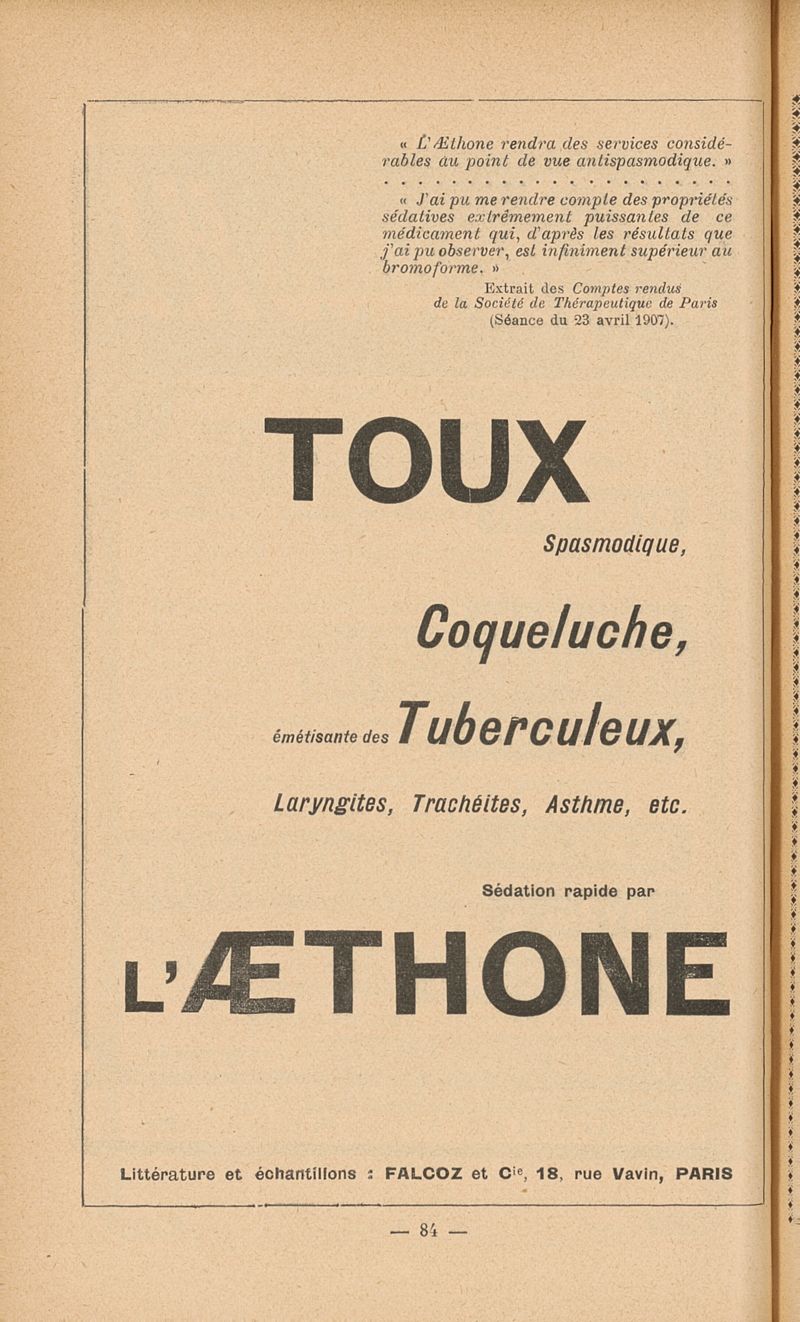 « L'Æthone rendra des services considé-
rables au point de vue antispasmodique. »
. . . . . . . . . . . . . . . . . . . . .
« J'ai pu me rendre compte des propriétés
sédatives extrêmement puissantes de ce
médicament qui, d'après les résultats que
j'ai pu observer, est infiniment supérieur au
bromoforme. »
Extrait des Comptes rendus
de la Société de Thérapeutique de Paris
(Séance du 23 avril 1907).
TOUX
Spasmodique,
Coqueluche,
émétisante des Tuberculeux,
Laryngites, Trachéites, Asthme, etc.
Sédation rapide par
L'ÆTHONE
Littérature et échantillons : FALCOZ et Cie, 18, rue Vavin, PARIS
— 84 —